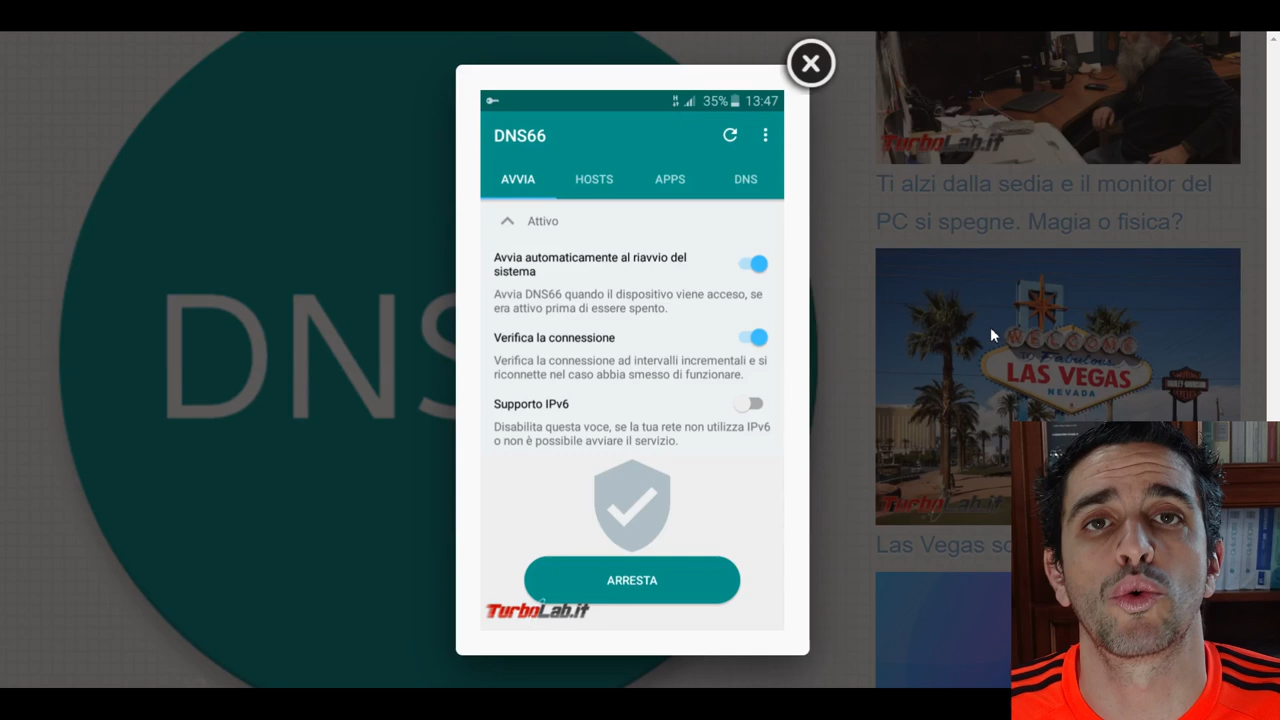 DNS
35% 13:47
DNS66
AVVIA HOSTS APPS DNS
Attivo
Avvia automaticamente al riavvio del
sistema
Avvia DNS66 quando il dispositivo viene acceso, se
era attivo prima di essere spento.
Verifica la connessione
Verifica la connessione ad intervalli incrementali e si
riconnette nel caso abbia smesso di funzionare.
Supporto IPv6
Disabilita questa voce, se la tua rete non utilizza IPv6
o non è possibile avviare il servizio.
ARRESTA
TurboLab.it
TurboLab.it
Ti alzi dalla sedia e il monitor del
PC si spegne. Magia o fisica?
WELCOME
To Fabulous
LAS VEGAS
NEVADA
HARLEY-DAVIDSON
TurboLab.it
Las Vegas